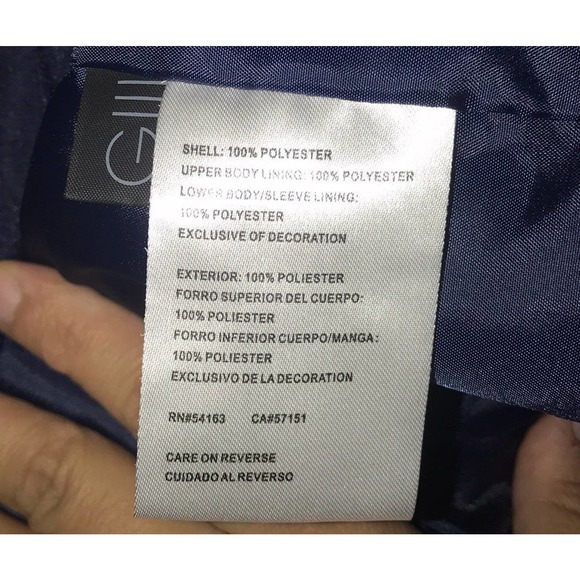 GIII
SHELL: 100% POLYESTER
UPPER BODY LINING: 100% POLYESTER
LOWER BODY/SLEEVE LINING:
100% POLYESTER
EXCLUSIVE OF DECORATION
EXTERIOR: 100% POLIESTER
FORRO SUPERIOR DEL CUERPO:
100% POLIESTER
FORRO INFERIOR CUERPO/MANGA:
100% POLIESTER
EXCLUSIVO DE LA DECORATION
RN#54163 CA#57151
CARE ON REVERSE
CUIDADO AL REVERSO